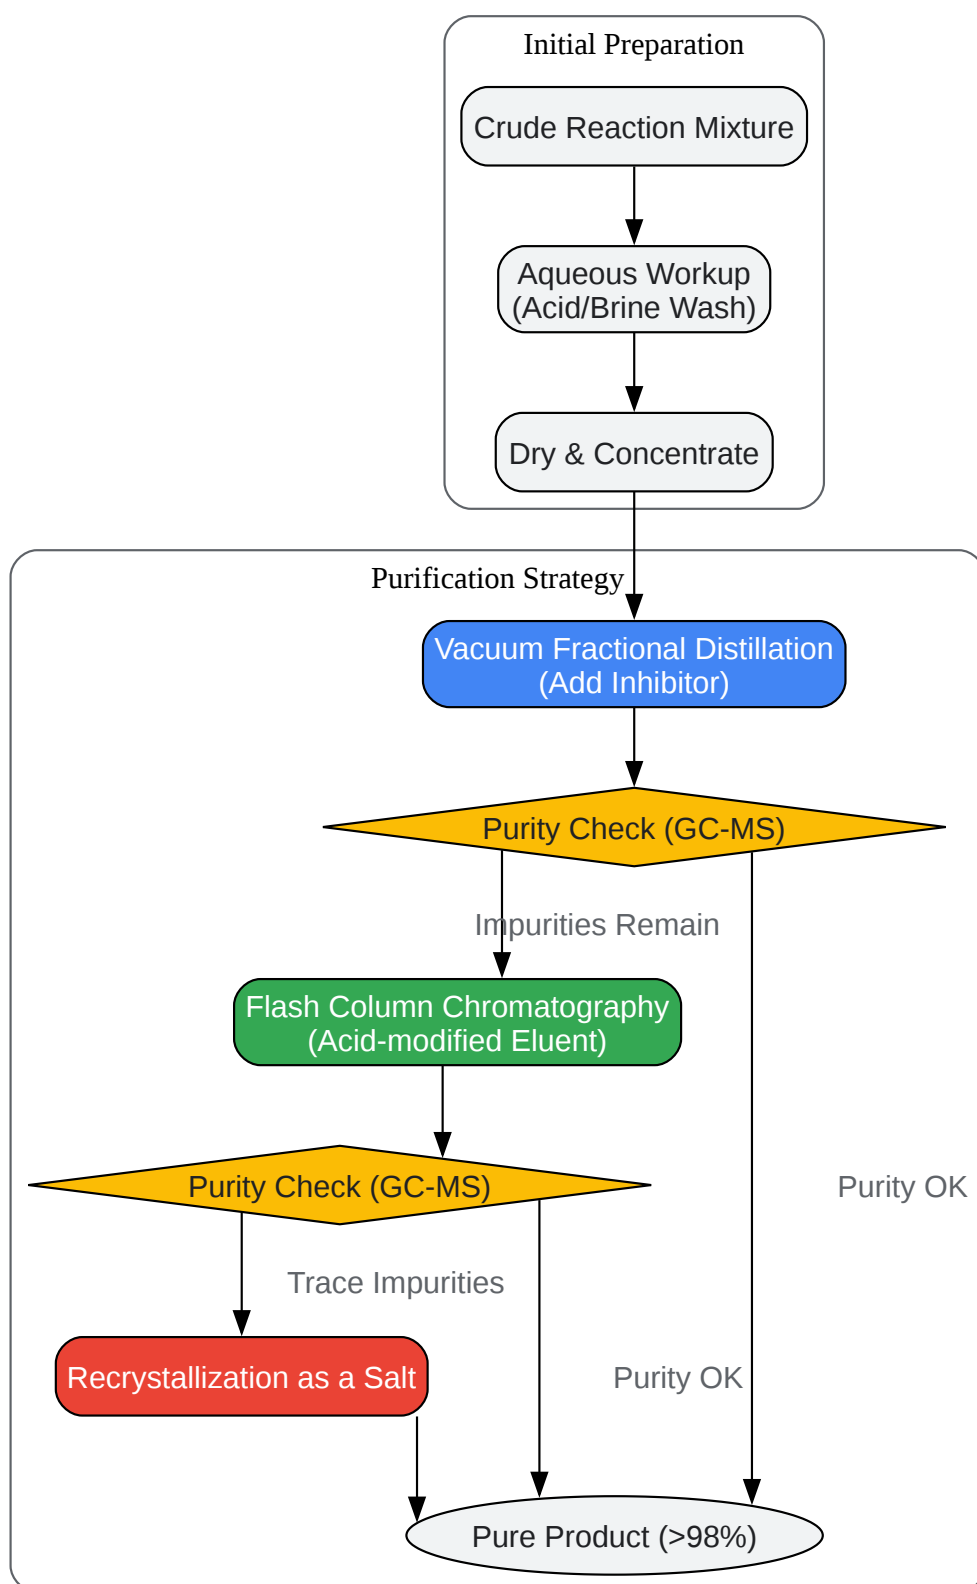 Initial Preparation
Crude Reaction Mixture
Aqueous Workup
(Acid/Brine Wash)
Dry & Concentrate
Purification Strategy
Vacuum Fractional Distillation
(Add Inhibitor)
Purity Check (GC-MS)
Impurities Remain
Flash Column Chromatography
(Acid-modified Eluent)
Purity Check (GC-MS)
Purity OK
Trace Impurities
Recrystallization as a Salt
Purity OK
Pure Product (>98%)